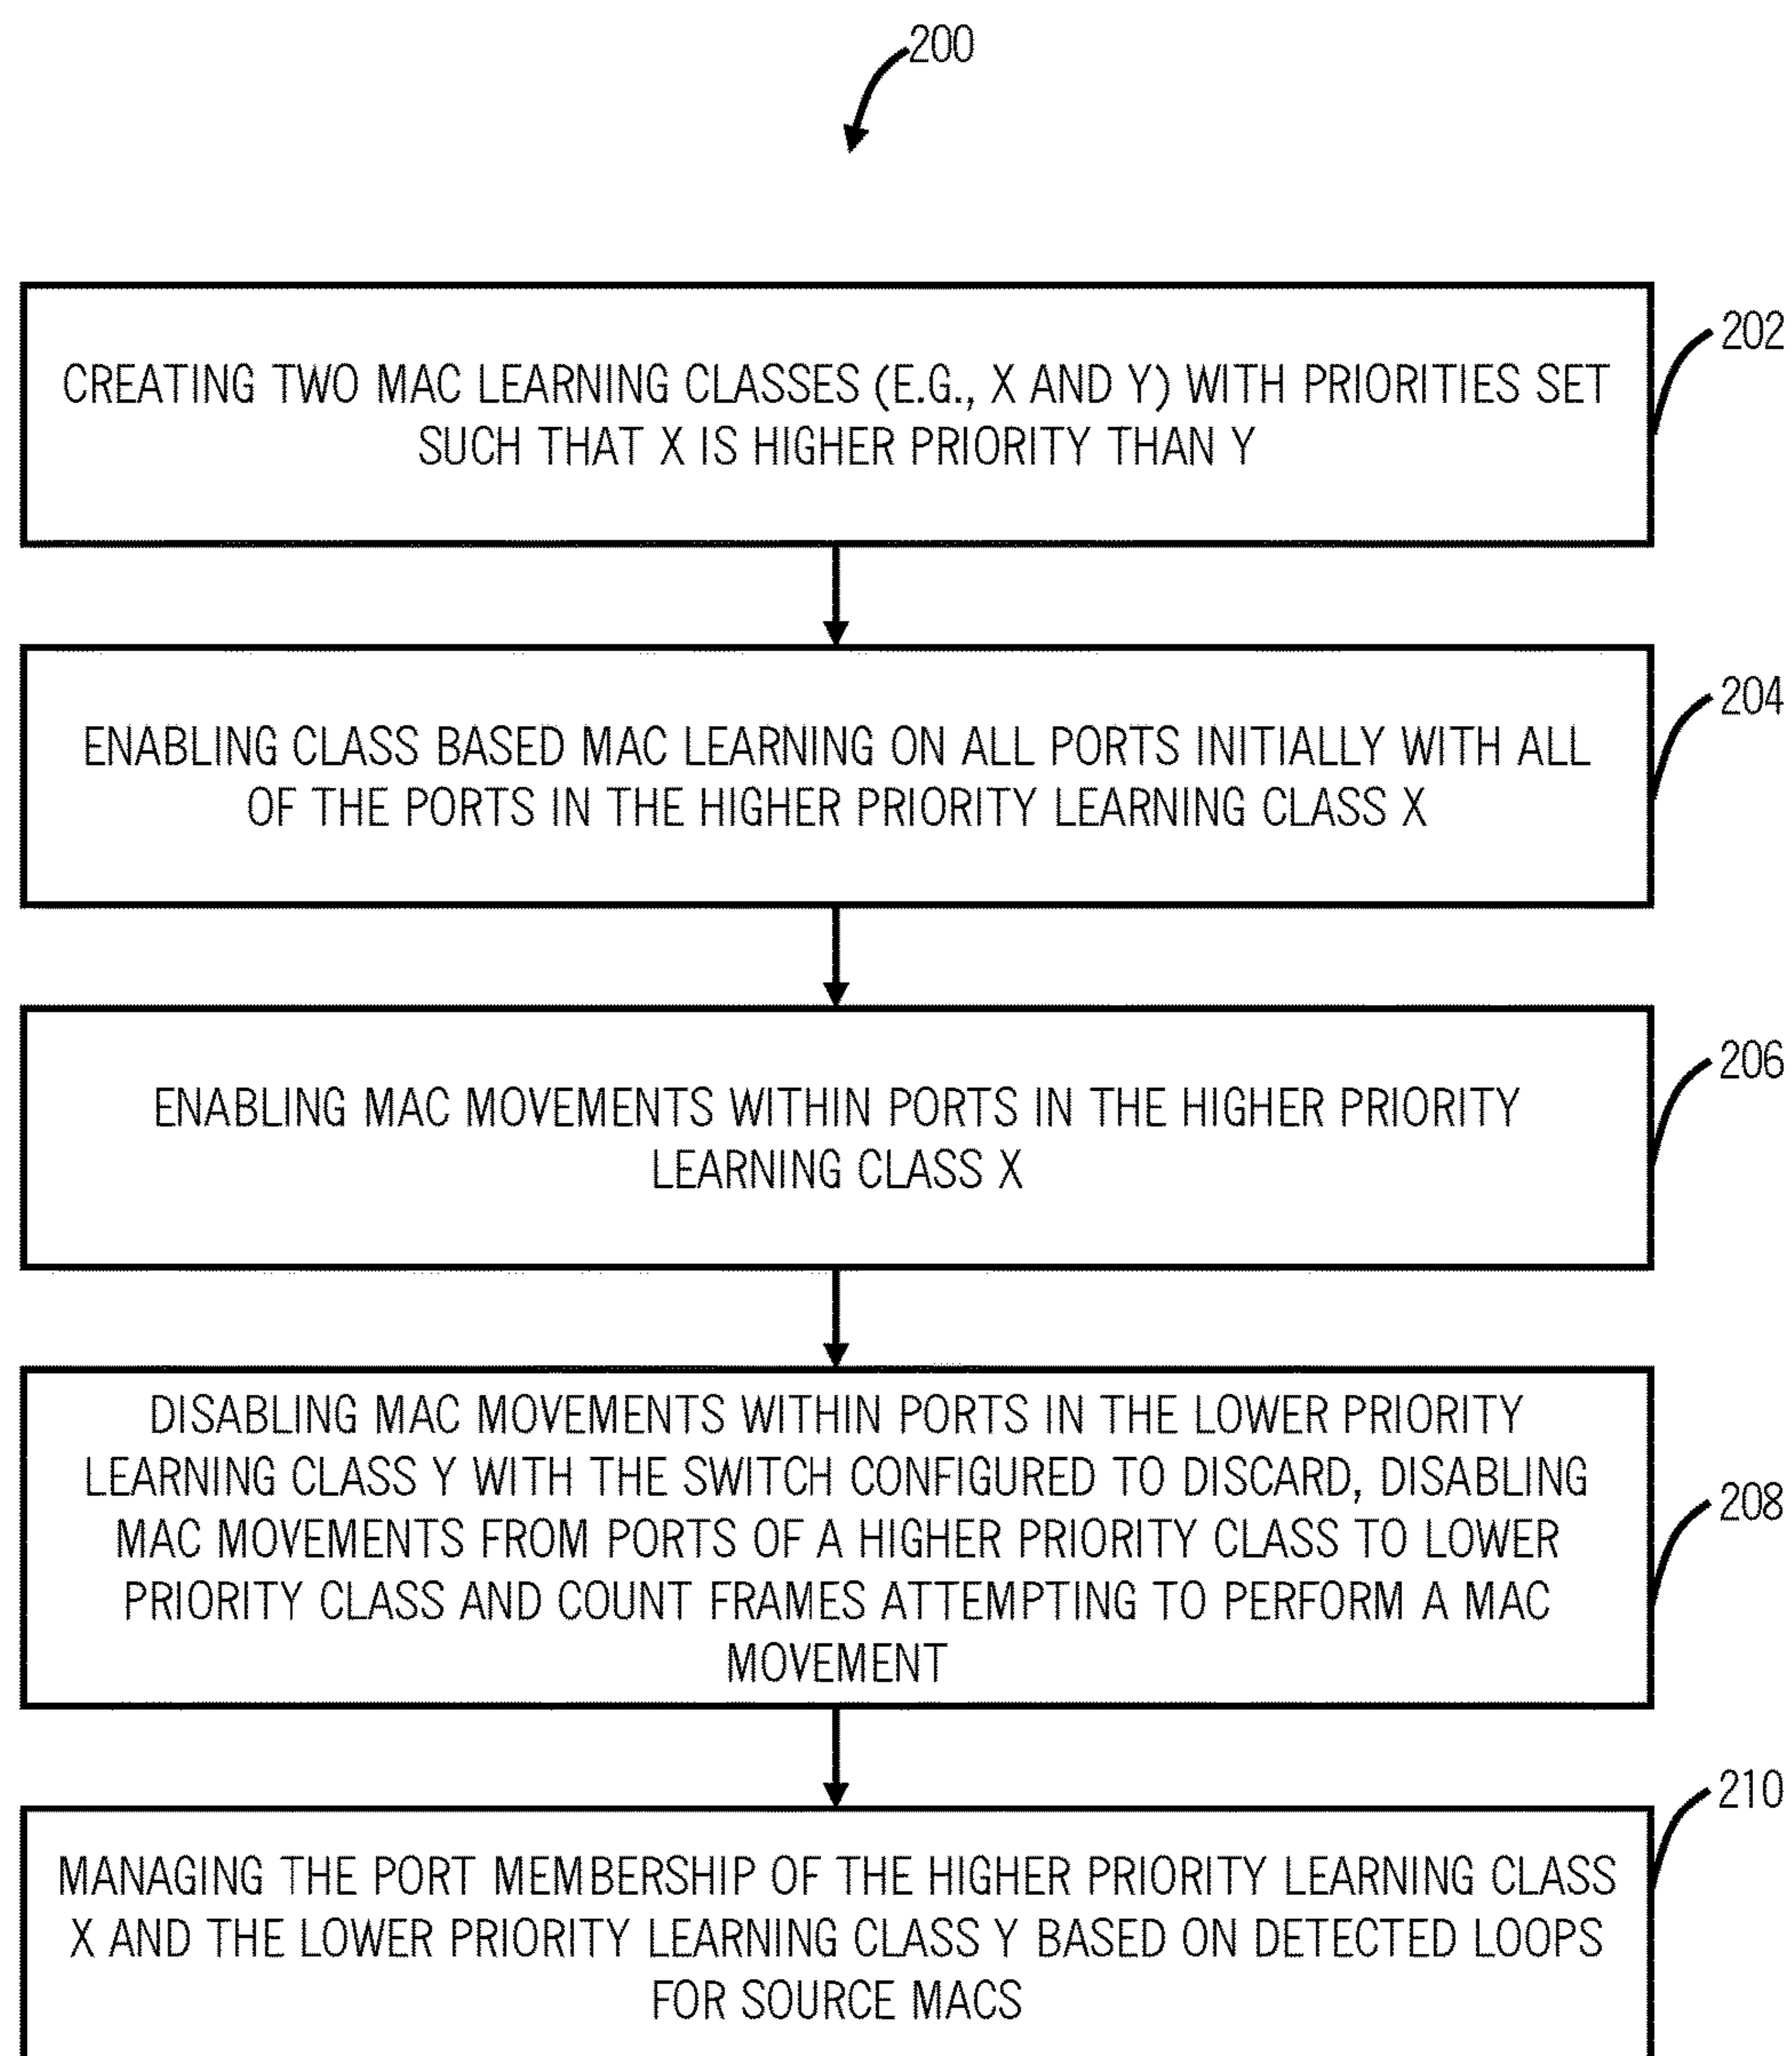 200
CREATING TWO MAC LEARNING CLASSES (E.G., X AND Y) WITH PRIORITIES SET
SUCH THAT X IS HIGHER PRIORITY THAN Y
202
ENABLING CLASS BASED MAC LEARNING ON ALL PORTS INITIALLY WITH ALL
OF THE PORTS IN THE HIGHER PRIORITY LEARNING CLASS X
204
ENABLING MAC MOVEMENTS WITHIN PORTS IN THE HIGHER PRIORITY
LEARNING CLASS X
206
DISABLING MAC MOVEMENTS WITHIN PORTS IN THE LOWER PRIORITY
LEARNING CLASS Y WITH THE SWITCH CONFIGURED TO DISCARD, DISABLING
MAC MOVEMENTS FROM PORTS OF A HIGHER PRIORITY CLASS TO LOWER
PRIORITY CLASS AND COUNT FRAMES ATTEMPTING TO PERFORM A MAC
MOVEMENT
208
MANAGING THE PORT MEMBERSHIP OF THE HIGHER PRIORITY LEARNING CLASS
X AND THE LOWER PRIORITY LEARNING CLASS Y BASED ON DETECTED LOOPS
FOR SOURCE MACS
210